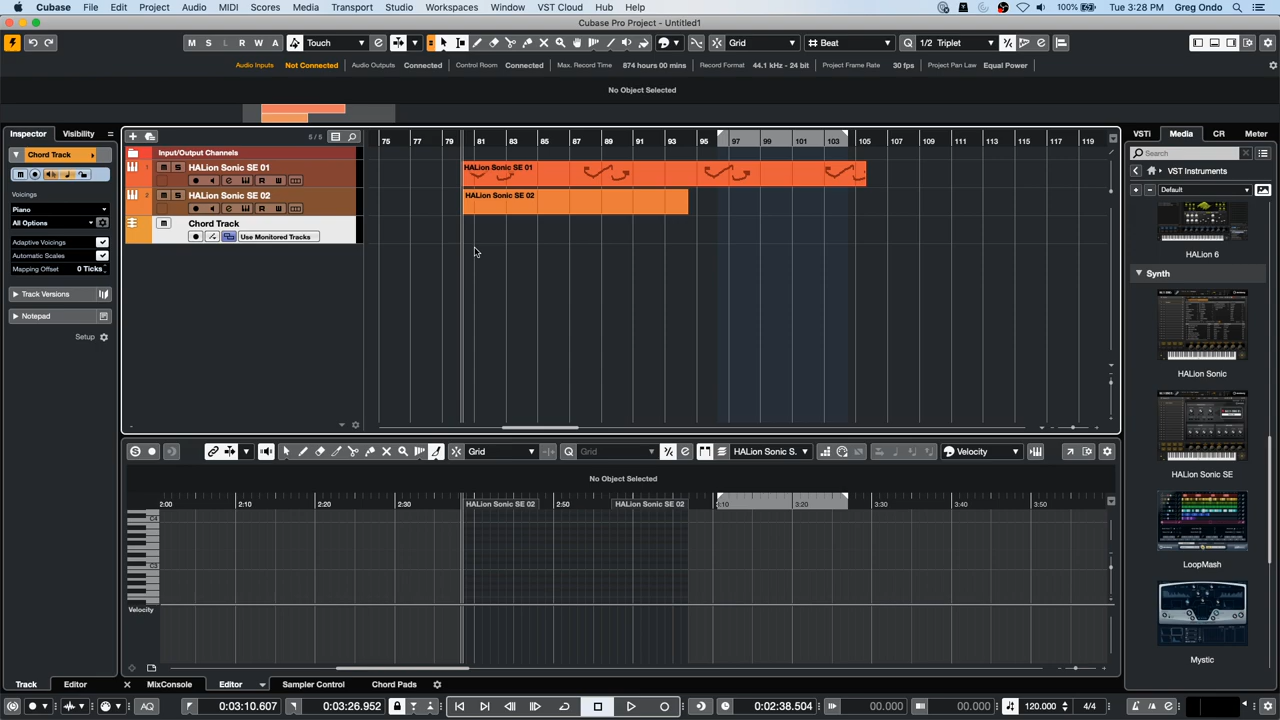 Cubase File Edit Project Audio MIDI Scores Media Transport Studio Workspaces Window VST Cloud Hub Help 100% Tue 3:28 PM Greg Ondo
Cubase Pro Project - Untitled1
M S L R W A Touch Grid Beat 1/2 Triplet
Audio Inputs Not Connected Audio Outputs Connected Control Room Connected Max. Record Time 874 hours 00 mins Record Format 44.1 kHz - 24 bit Project Frame Rate 30 fps Project Pan Law Equal Power
No Object Selected
Inspector Visibility
5 / 5
75 77 79 81 83 85 87 89 91 93 95 97 99 101 103 105 107 109 111 113 115 117 119
VSTi Media CR Meter
Search
VST Instruments
Default
Chord Track
Input/Output Channels
1 M S HALion Sonic SE 01
HALion Sonic SE 01
2 M S HALion Sonic SE 02
HALion Sonic SE 02
M Chord Track
Use Monitored Tracks
Voicings
Piano
All Options
Adaptive Voicings
Automatic Scales
Mapping Offset 0 Ticks
Track Versions
Notepad
Setup
HALion 6
Synth
HALion Sonic
HALion Sonic SE
LoopMash
Mystic
S Grid Grid HALion Sonic S. Velocity
No Object Selected
2:00 2:10 2:20 2:30 HALion Sonic SE 02 2:50 HALion Sonic SE 02 3:10 3:20 3:30 3:40 3:50
C4
C3
Velocity
Track Editor MixConsole Editor Sampler Control Chord Pads
AQ 0:03:10.607 0:03:26.952 0:02:38.504 00.000 00.000 120.000 4/4